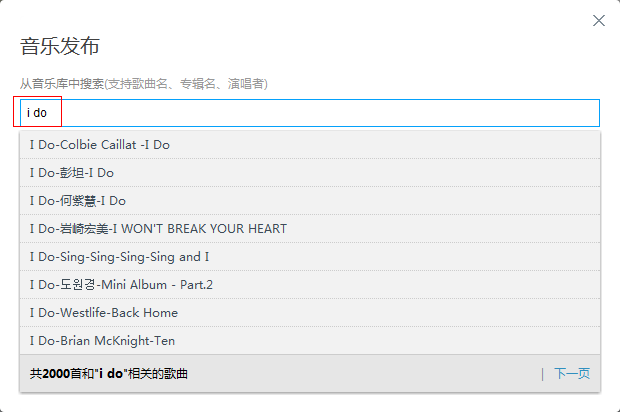 音乐发布
从音乐库中搜索(支持歌曲名、专辑名、演唱者)
i do
I Do-Colbie Caillat -I Do
I Do-彭坦-I Do
I Do-何紫慧-I Do
I Do-岩崎宏美-I WON'T BREAK YOUR HEART
I Do-Sing-Sing-Sing-Sing and I
I Do-도원경-Mini Album - Part.2
I Do-Westlife-Back Home
I Do-Brian McKnight-Ten
共2000首和"i do"相关的歌曲 | 下一页